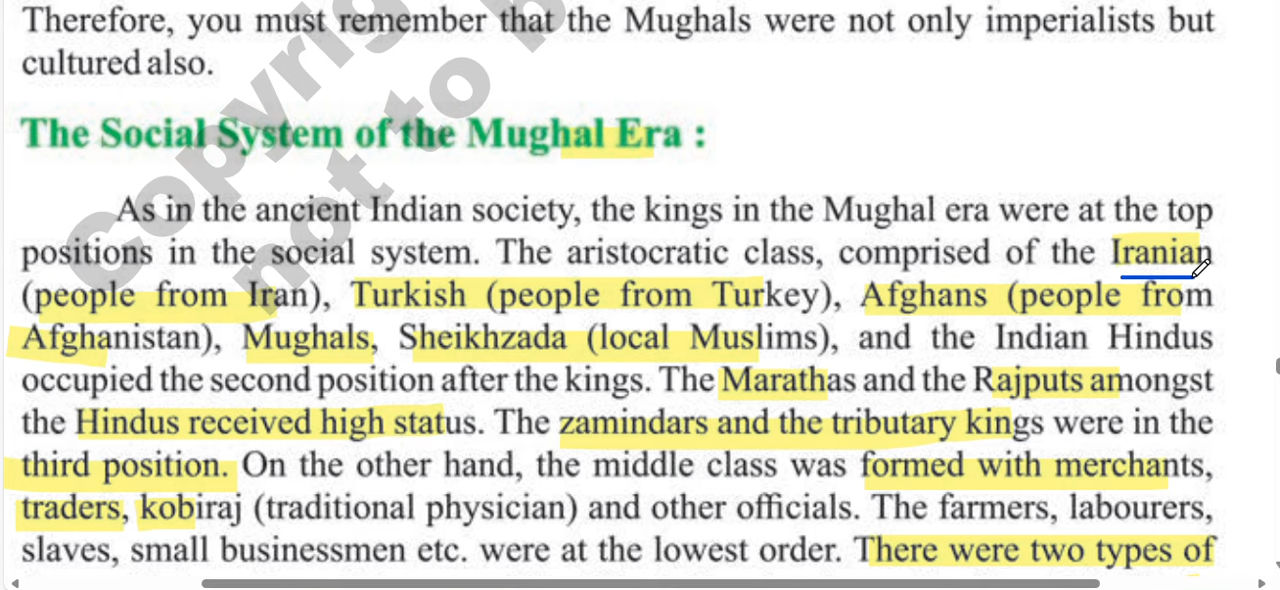 Therefore, you must remember that the Mughals were not only imperialists but
cultured also.
The Social System of the Mughal Era :
As in the ancient Indian society, the kings in the Mughal era were at the top
positions in the social system. The aristocratic class, comprised of the Iranian
(people from Iran), Turkish (people from Turkey), Afghans (people from
Afghanistan), Mughals, Sheikhzada (local Muslims), and the Indian Hindus
occupied the second position after the kings. The Marathas and the Rajputs amongst
the Hindus received high status. The zamindars and the tributary kings were in the
third position. On the other hand, the middle class was formed with merchants,
traders, kobiraj (traditional physician) and other officials. The farmers, labourers,
slaves, small businessmen etc. were at the lowest order. There were two types of
Copyrig
not to b